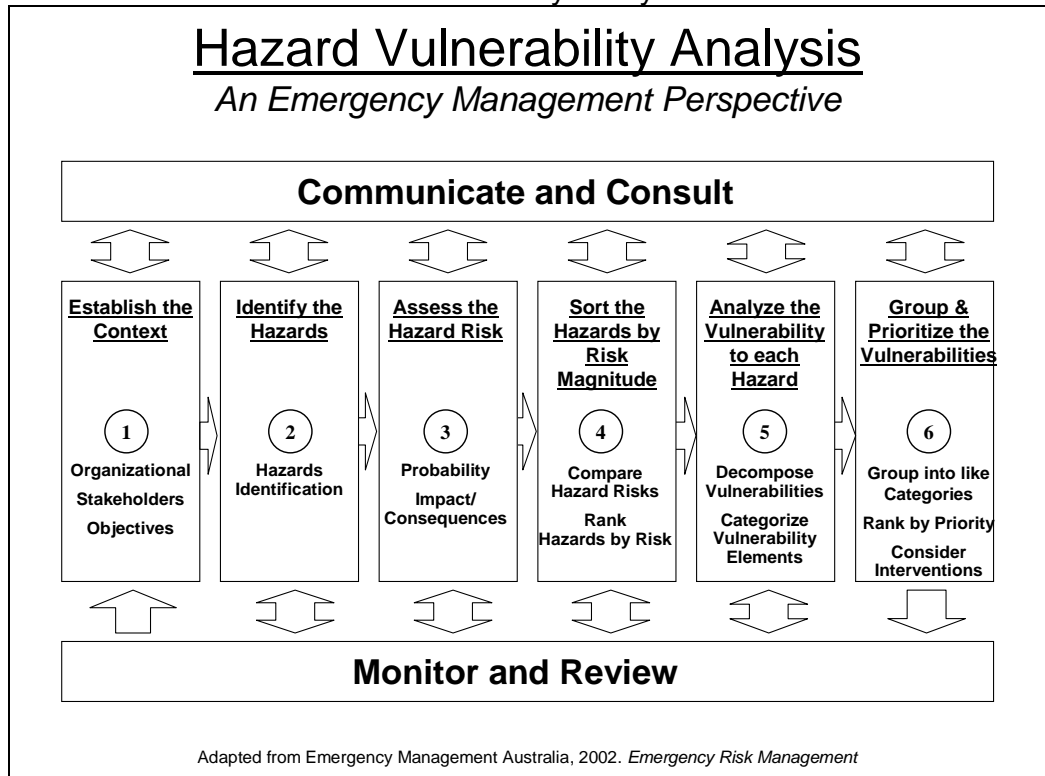 Hazard Vulnerability Analysis
An Emergency Management Perspective
Communicate and Consult
Establish the
Context
1
Organizational
Stakeholders
Objectives
Identify the
Hazards
2
Hazards
Identification
Assess the
Hazard Risk
3
Probability
Impact/
Consequences
Sort the
Hazards by
Risk
Magnitude
4
Compare
Hazard Risks
Rank
Hazards by Risk
Analyze the
Vulnerability
to each
Hazard
5
Decompose
Vulnerabilities
Categorize
Vulnerability
Elements
Group &
Prioritize the
Vulnerabilities
6
Group into like
Categories
Rank by Priority
Consider
Interventions
Monitor and Review
Adapted from Emergency Management Australia, 2002. Emergency Risk Management